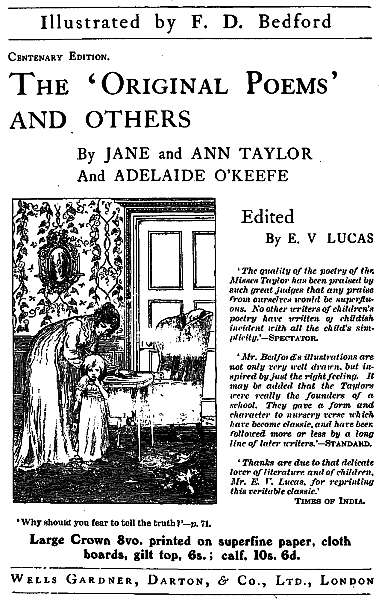 Illustrated by F. D. Bedford
Centenary Edition.
The ‘Original Poems’
and Others
By JANE and ANN TAYLOR
And ADELAIDE O'KEEFE
Edited
By E. V LUCAS
‘The quality of the poetry of the
Misses Taylor has been praised by
such great judges that any praise
from ourselves would be superflu-
ous. No other writers of children's
poetry have written of childish
incident with all the child's sim-
plicity.’—Spectator.
‘Mr. Bedford's illustrations are
not only very well drawn, but in-
spired by just the right feeling. It
may be added that the Taylors
were really the founders of a
school. They gave a form and
character to nursery verse which
have become classic, and have been
followed more or less by a long
line of later writers.’—Standard.
‘Thanks are due to that delicate
lover of literature and of children,
Mr. E. V. Lucas, for reprinting
this veritable classic.’
Times of India.
‘Why should you fear to tell the truth?’—p. 71.
Large Crown 8vo. printed on superfine paper, cloth
boards, gilt top, 6s.; calf, 10s. 6d.
Wells Gardner, Darton, & Co., Ltd., London